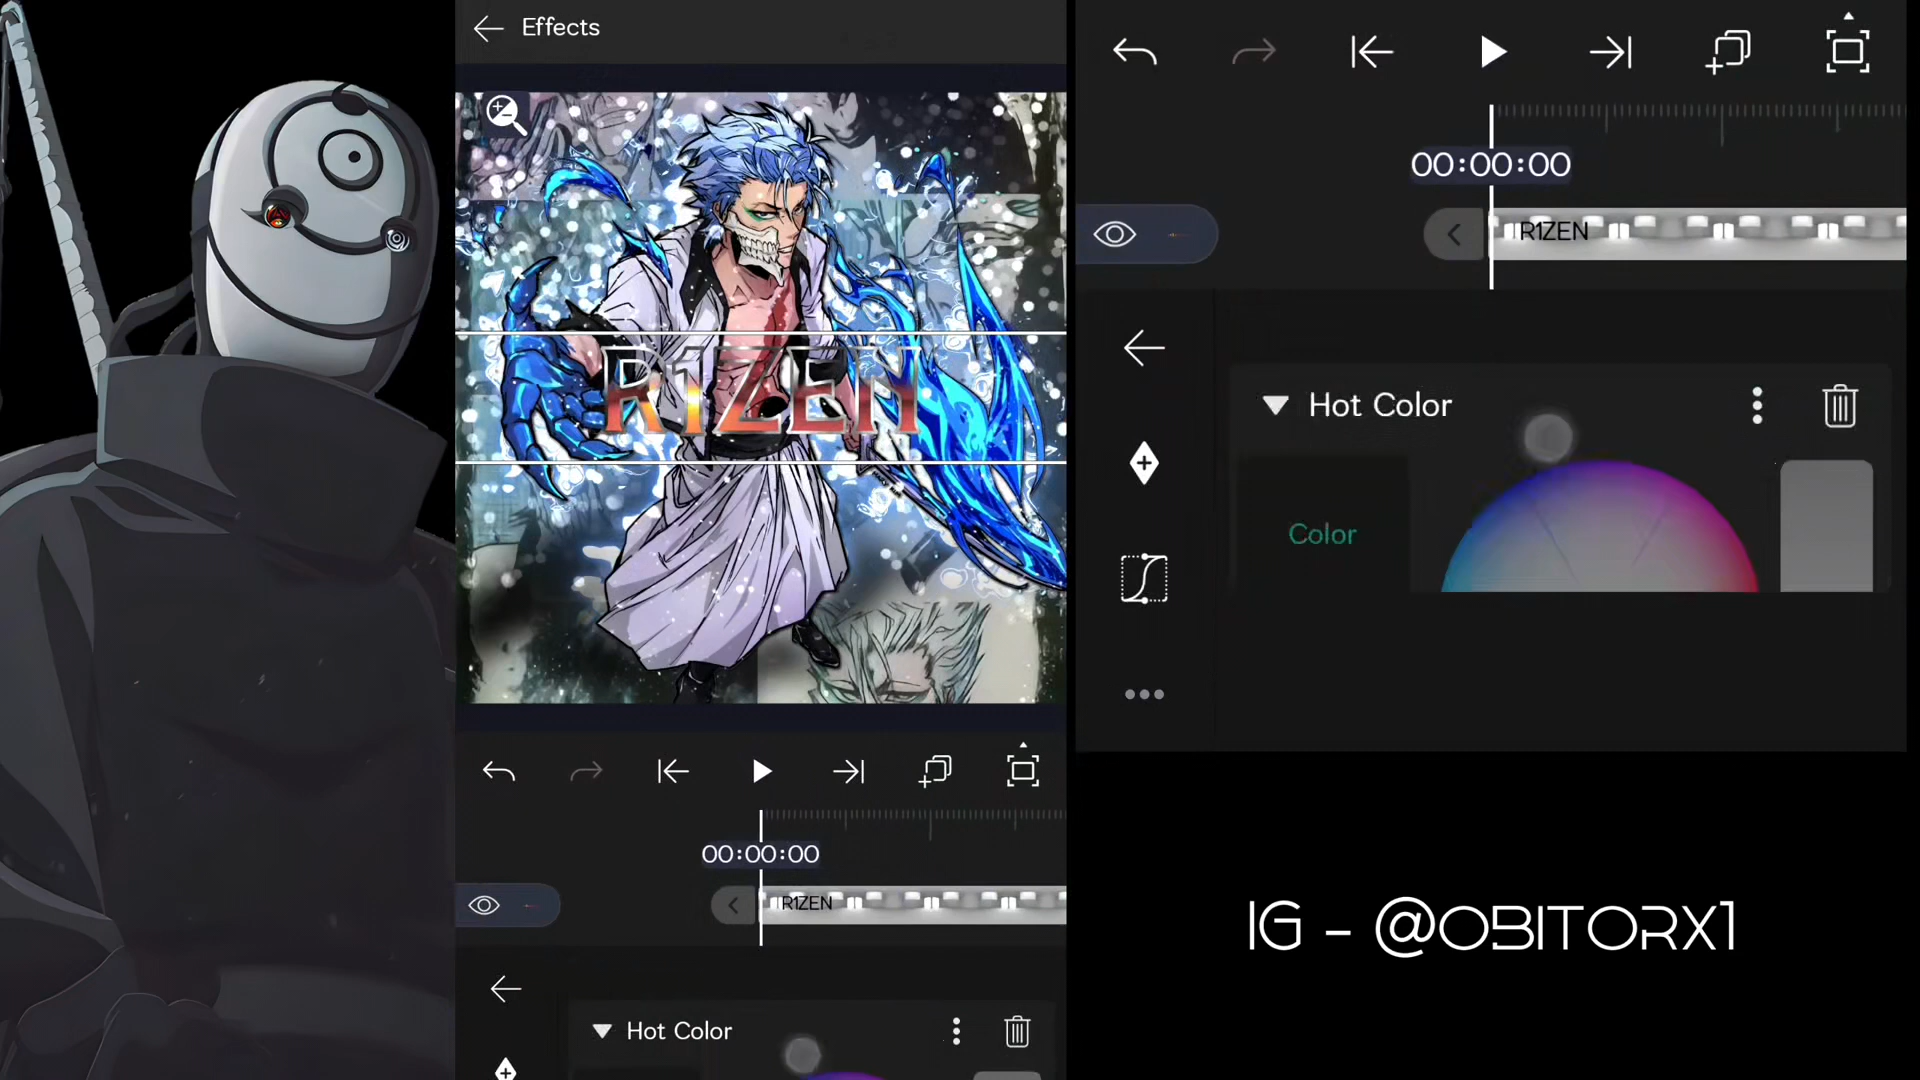 Effects
R1ZEN
00:00:00
R1ZEN
Hot Color
00:00:00
R1ZEN
Hot Color
Color
IG - @OBITORX1